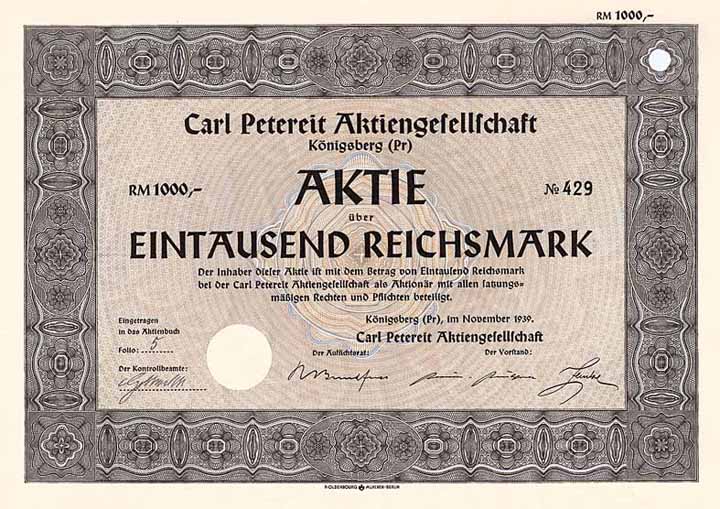 RM 1000,-
Carl Petereit Aktiengesellschaft
Königsberg (Pr)
AKTIE
RM 1000,-
№ 429
über
EINTAUSEND REICHSMARK
Der Inhaber dieser Aktie ist mit dem Betrag von Eintausend Reichsmark
bei der Carl Petereit Aktiengesellschaft als Aktionär mit allen satzungs=
mäßigen Rechten und Pflichten beteiligt.
Eingetragen
in das Aktienbuch
Folio: 5
Der Kontrollbeamte:
Königsberg (Pr), im November 1939.
Carl Petereit Aktiengesellschaft
Der Aufsichtsrat:
Der Vorstand:
R·OLDENBOURG MÜNCHEN-BERLIN